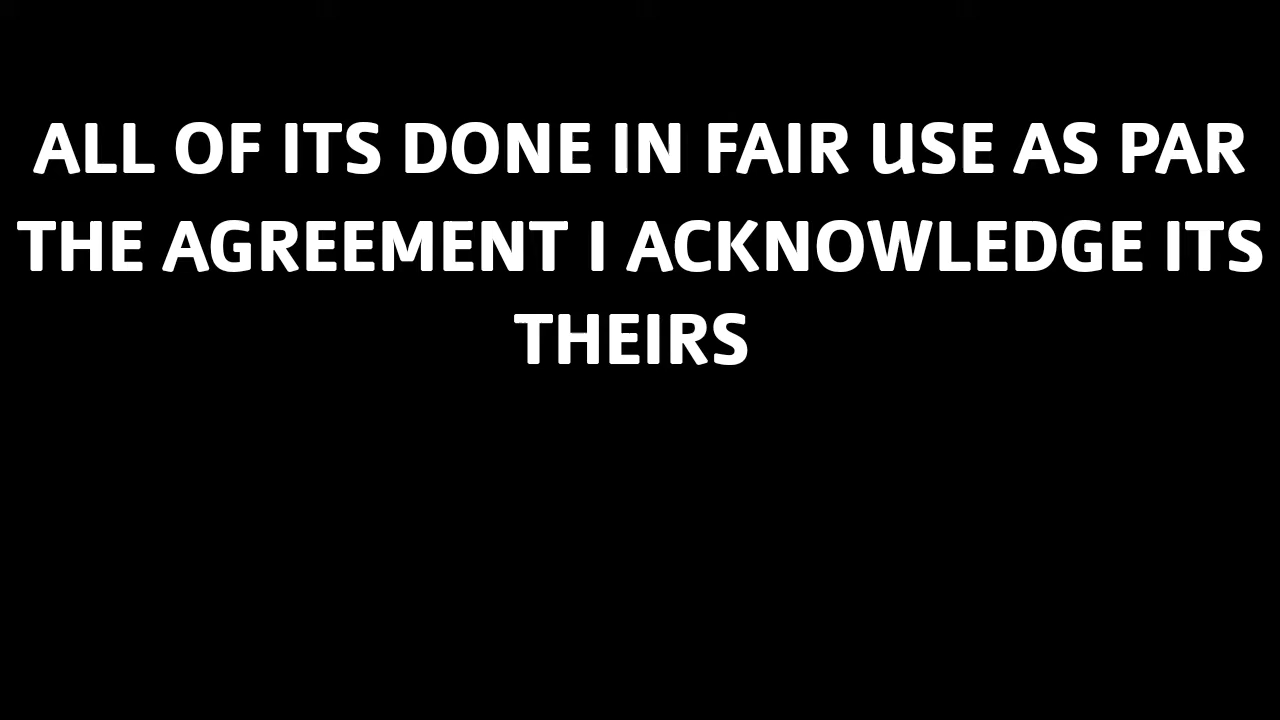 ALL OF ITS DONE IN FAIR USE AS PAR
THE AGREEMENT I ACKNOWLEDGE ITS
THEIRS